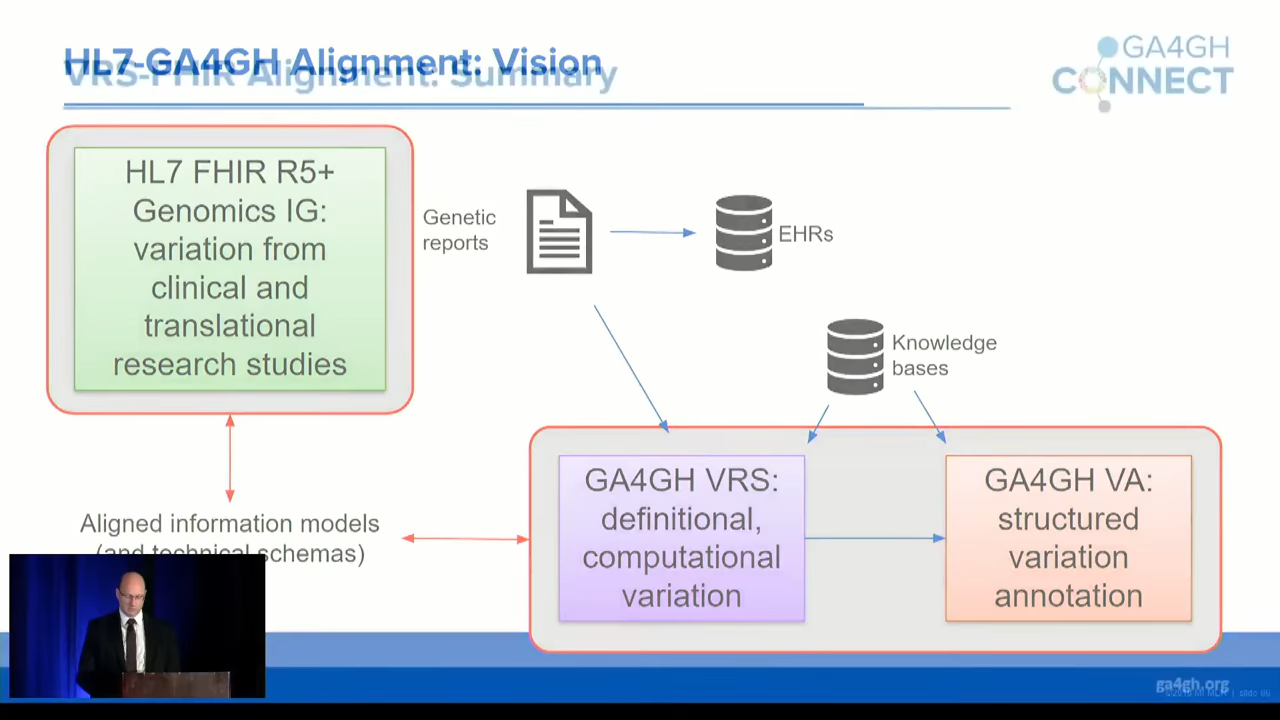 HL7-GA4GH Alignment: Vision
VRS-FHIR Alignment: Summary
GA4GH
CONNECT
HL7 FHIR R5+
Genomics IG:
variation from
clinical and
translational
research studies
Genetic
reports
EHRs
Knowledge
bases
Aligned information models
(and technical schemas)
GA4GH VRS:
definitional,
computational
variation
GA4GH VA:
structured
variation
annotation
ga4gh.org